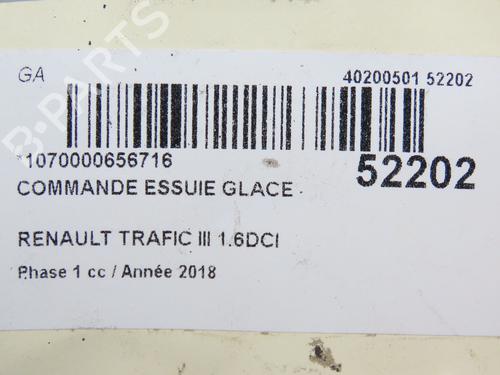 GA
40200501 52202
*1070000656716
52202
COMMANDE ESSUIE GLACE
RENAULT TRAFIC III 1.6DCI
Phase 1 cc / Année 2018
B-PARTS